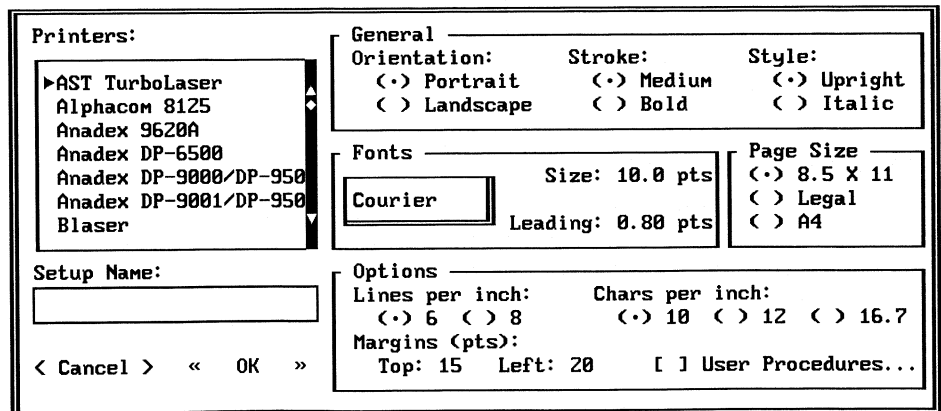 Printers:
►AST TurboLaser
Alphacom 8125
Anadex 9620A
Anadex DP-6500
Anadex DP-9000/DP-950
Anadex DP-9001/DP-950
Blaser
Setup Name:
< Cancel > « OK »
General
Orientation: Stroke: Style:
(·) Portrait (·) Medium (·) Upright
( ) Landscape ( ) Bold ( ) Italic
Fonts
Courier
Size: 10.0 pts
Leading: 0.80 pts
Page Size
(·) 8.5 X 11
( ) Legal
( ) A4
Options
Lines per inch: Chars per inch:
(·) 6 ( ) 8 (·) 10 ( ) 12 ( ) 16.7
Margins (pts):
Top: 15 Left: 20 [ ] User Procedures...